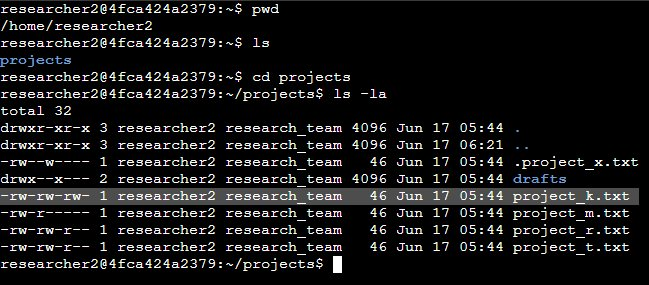 researcher2@4fca424a2379:~$ pwd
/home/researcher2
researcher2@4fca424a2379:~$ ls
projects
researcher2@4fca424a2379:~$ cd projects
researcher2@4fca424a2379:~/projects$ ls -la
total 32
drwxr-xr-x 3 researcher2 research_team 4096 Jun 17 05:44 .
drwxr-xr-x 3 researcher2 research_team 4096 Jun 17 06:21 ..
-rw--w---- 1 researcher2 research_team   46 Jun 17 05:44 .project_x.txt
drwx--x--- 2 researcher2 research_team 4096 Jun 17 05:44 drafts
-rw-rw-rw- 1 researcher2 research_team   46 Jun 17 05:44 project_k.txt
-rw-r----- 1 researcher2 research_team   46 Jun 17 05:44 project_m.txt
-rw-rw-r-- 1 researcher2 research_team   46 Jun 17 05:44 project_r.txt
-rw-rw-r-- 1 researcher2 research_team   46 Jun 17 05:44 project_t.txt
researcher2@4fca424a2379:~/projects$